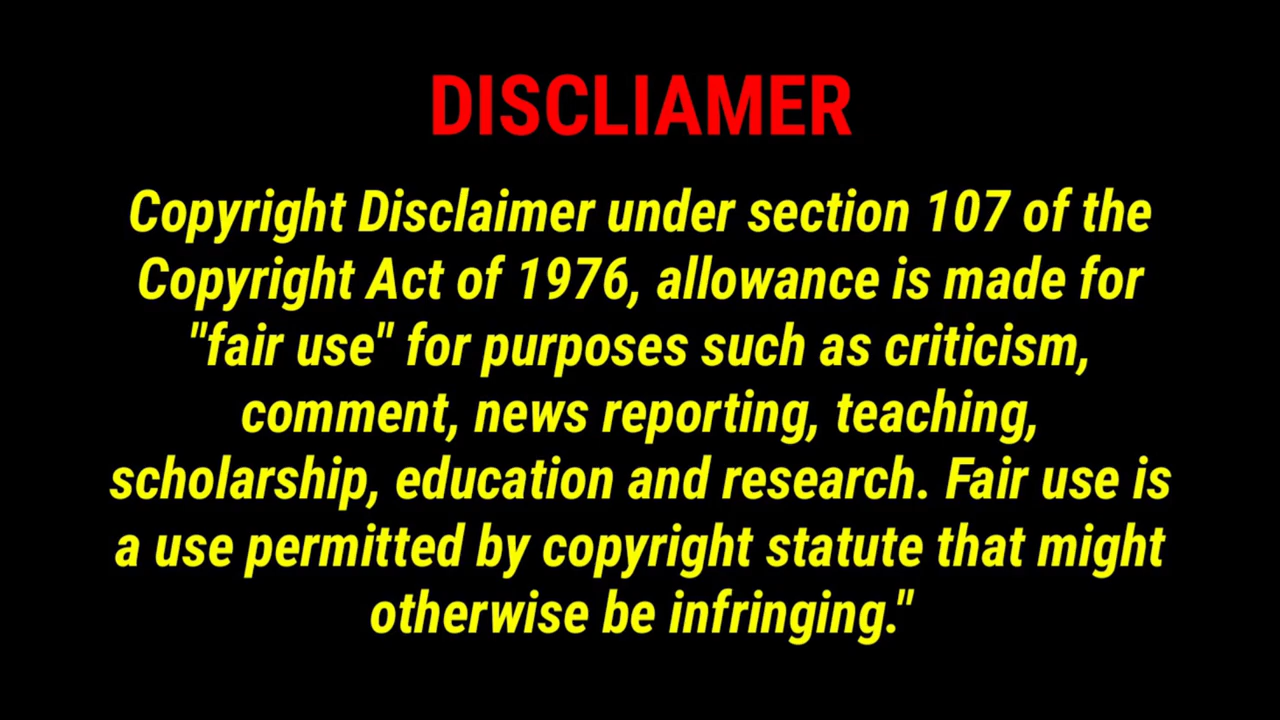 DISCLIAMER
Copyright Disclaimer under section 107 of the
Copyright Act of 1976, allowance is made for
"fair use" for purposes such as criticism,
comment, news reporting, teaching,
scholarship, education and research. Fair use is
a use permitted by copyright statute that might
otherwise be infringing."